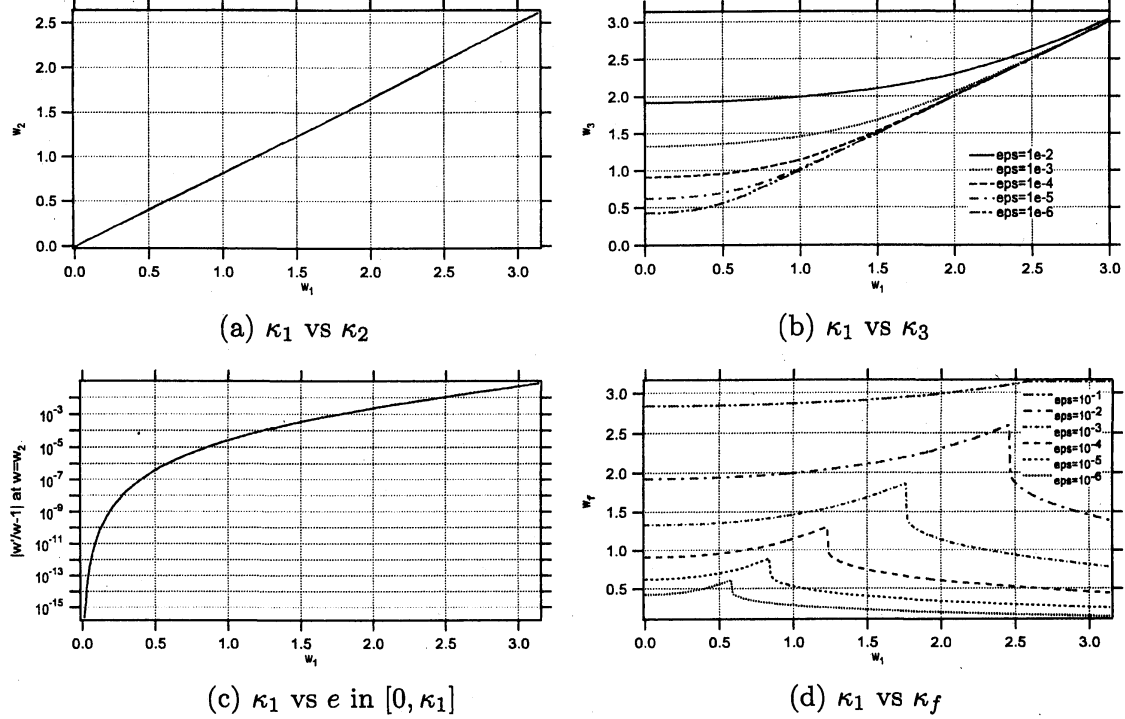 2.5
2.0
1.5
1.0
0.5
0.0
w2
0.0 0.5 1.0 1.5 2.0 2.5 3.0
w1
(a) κ1 vs κ2
3.0
2.5
2.0
1.5
1.0
0.5
0.0
w3
eps=1e-2
eps=1e-3
eps=1e-4
eps=1e-5
eps=1e-6
0.0 0.5 1.0 1.5 2.0 2.5 3.0
w1
(b) κ1 vs κ3
10-3
10-5
10-7
10-9
10-11
10-13
10-15
|w'/w-1| at w=w2
0.0 0.5 1.0 1.5 2.0 2.5 3.0
w1
(c) κ1 vs e in [0, κ1]
3.0
2.5
2.0
1.5
1.0
0.5
wf
eps=10-1
eps=10-2
eps=10-3
eps=10-4
eps=10-5
eps=10-6
0.0 0.5 1.0 1.5 2.0 2.5 3.0
w1
(d) κ1 vs κf